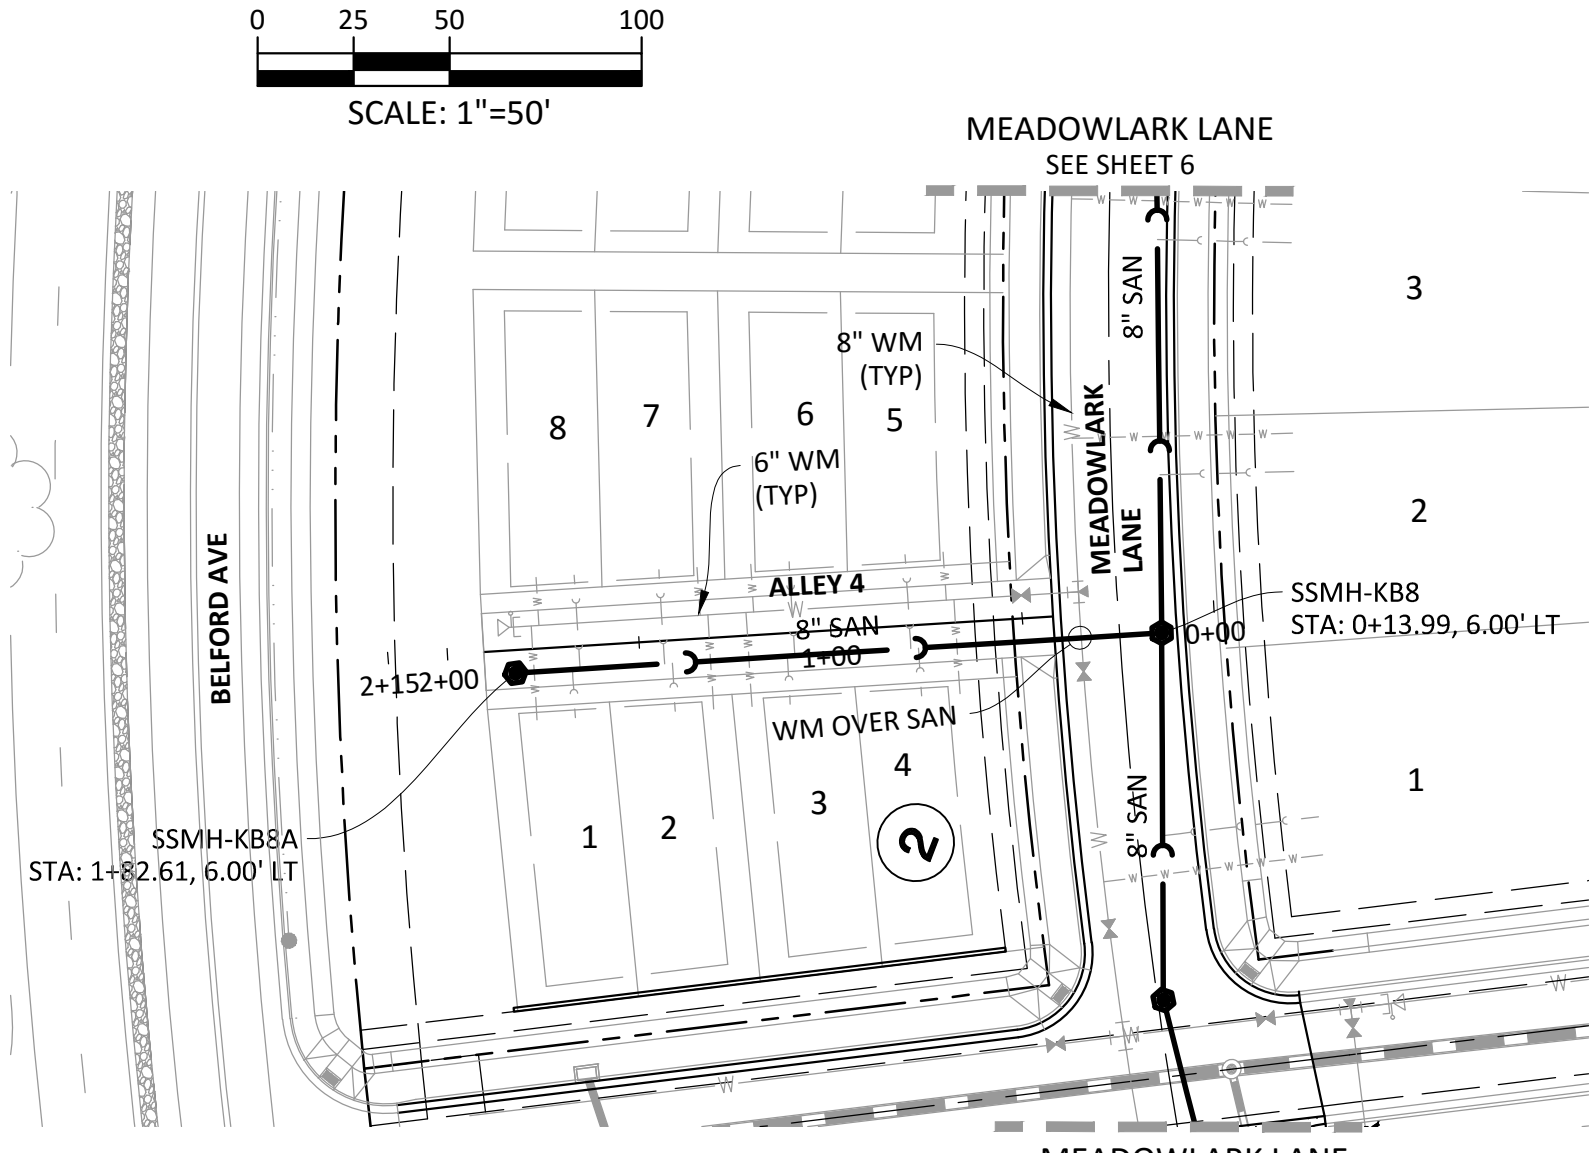 0 25 50 100
SCALE: 1"=50'
MEADOWLARK LANE
SEE SHEET 6
8" SAN
3
8" WM
(TYP)
MEADOWLARK
LANE
8
7
6
5
6" WM
(TYP)
2
BELFORD AVE
ALLEY 4
8" SAN
1+00
0+00
SSMH-KB8
STA: 0+13.99, 6.00' LT
2+15
2+00
WM OVER SAN
1
2
3
4
2
8" SAN
1
SSMH-KB8A
STA: 1+82.61, 6.00' LT
W
W
W
W
W
W
W
MEADOWLARK LANE